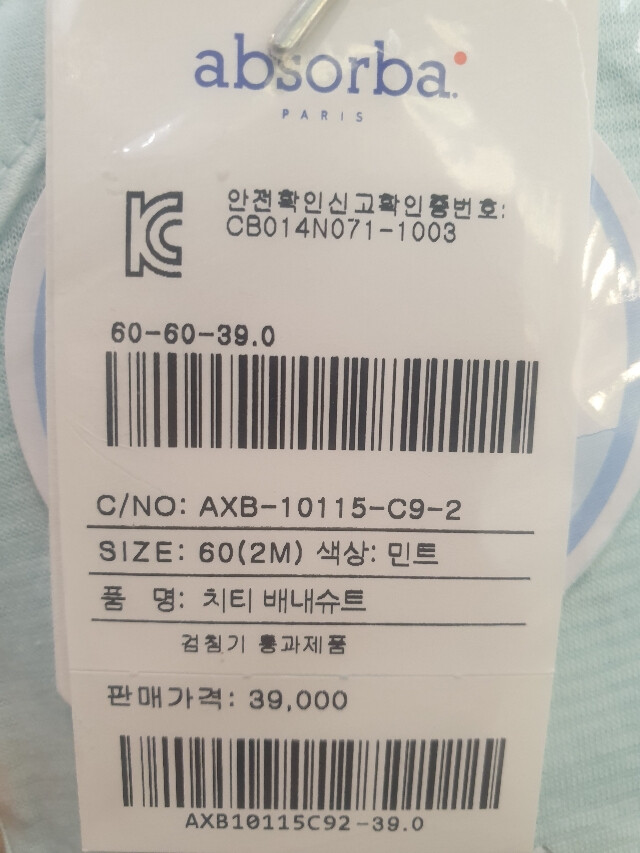 absorba.
PARIS
안전확인신고확인증번호:
CB014N071-1003
60-60-39.0
C/NO: AXB-10115-C9-2
SIZE: 60(2M) 색상: 민트
품 명: 치티 배내슈트
검침기 통과제품
판매가격: 39,000
AXB10115C92-39.0